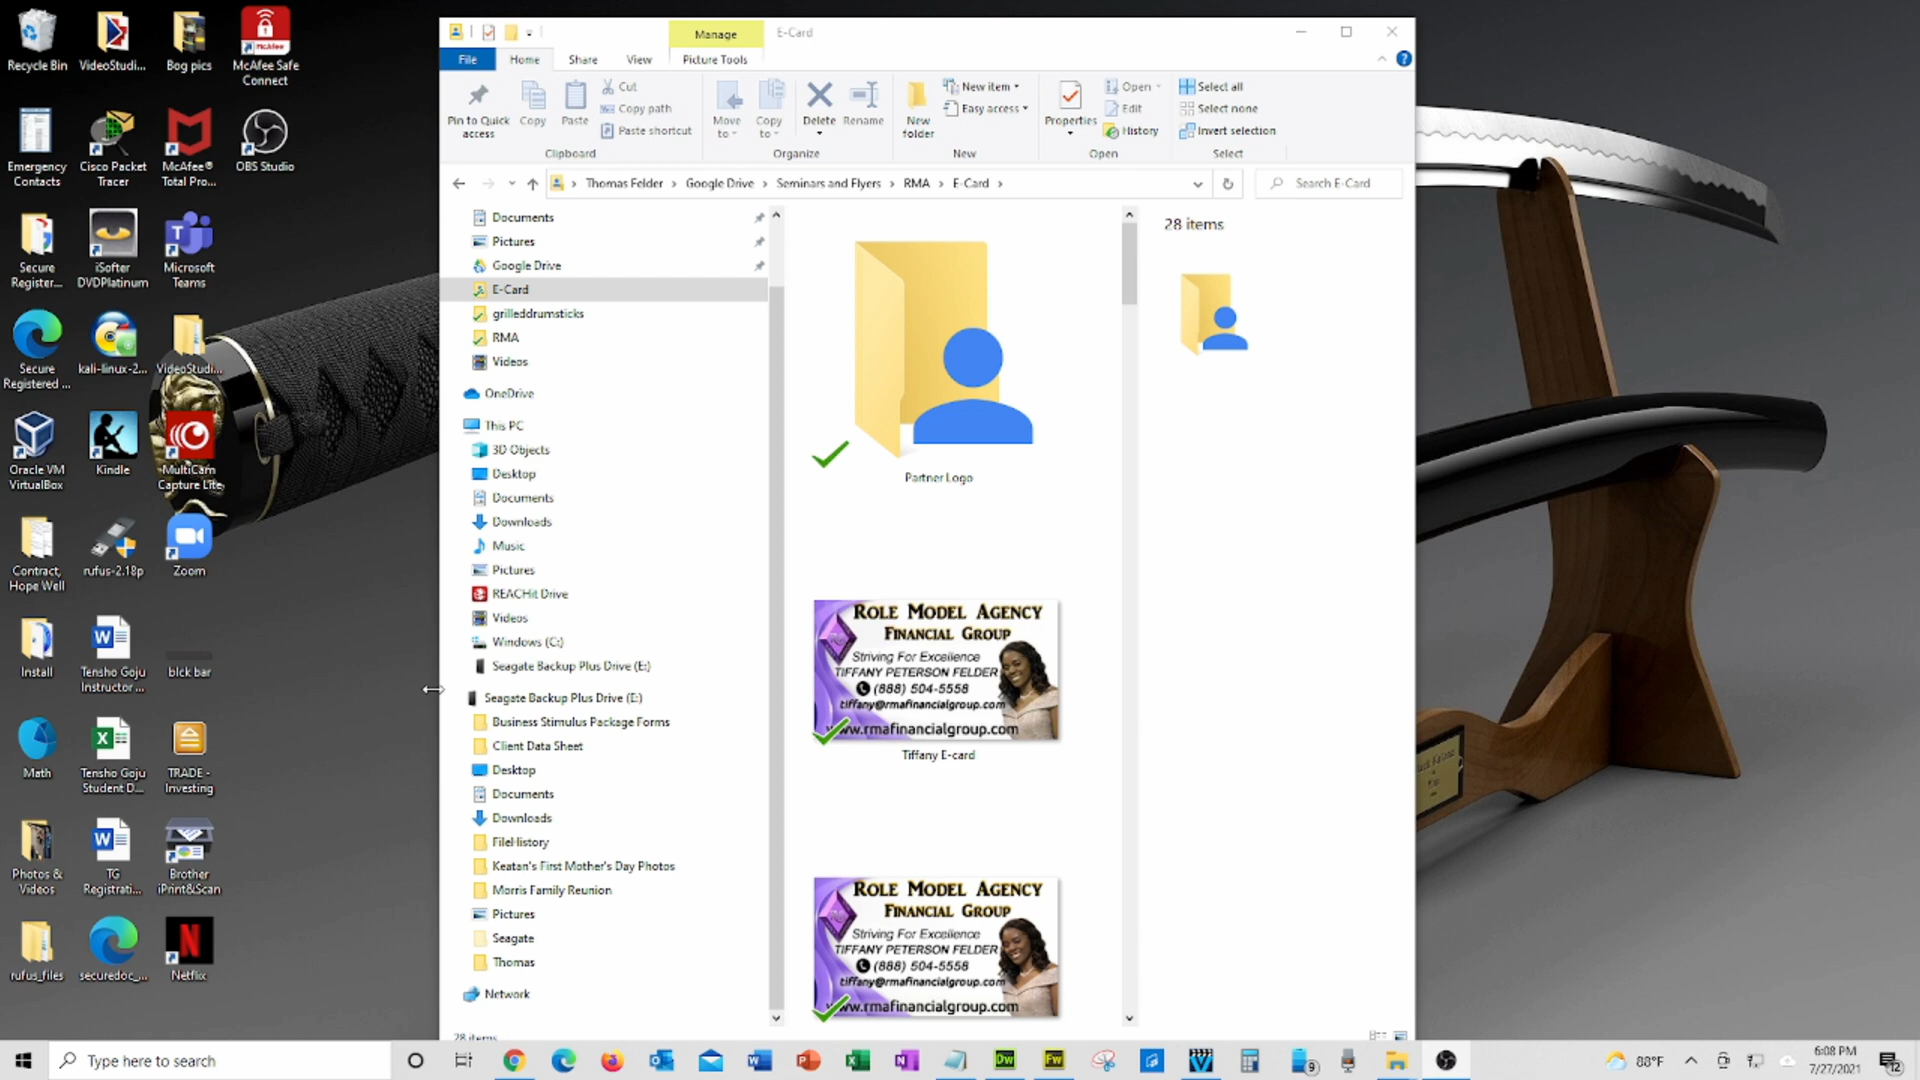 Recycle Bin
VideoStudi...
Bog pics
McAfee Safe
Connect
Emergency
Contacts
Cisco Packet
Tracer
McAfee®
Total Pro...
OBS Studio
Secure
Register...
iSofter
DVDPlatinum
Microsoft
Teams
Secure
Registered ...
kali-linux-2...
VideoStudi...
Oracle VM
VirtualBox
Kindle
MultiCam
Capture Lite
Contract,
Hope Well
rufus-2.18p
Zoom
Install
Tensho Goju
Instructor ...
blck bar
Math
Tensho Goju
Student D...
TRADE -
Investing
Photos &
Videos
TG
Registrati...
Brother
iPrint&Scan
rufus_files
securedoc_...
Netflix
Manage
E-Card
File
Home
Share
View
Picture Tools
Pin to Quick
access
Copy
Paste
Cut
Copy path
Paste shortcut
Clipboard
Move
to
Copy
to
Delete
Rename
Organize
New
folder
New item
Easy access
New
Properties
Open
Edit
History
Open
Select all
Select none
Invert selection
Select
Thomas Felder > Google Drive > Seminars and Flyers > RMA > E-Card >
Search E-Card
Documents
Pictures
Google Drive
E-Card
grilleddrumsticks
RMA
Videos
OneDrive
This PC
3D Objects
Desktop
Documents
Downloads
Music
Pictures
REACHit Drive
Videos
Windows (C:)
Seagate Backup Plus Drive (E:)
Seagate Backup Plus Drive (E:)
Business Stimulus Package Forms
Client Data Sheet
Desktop
Documents
Downloads
FileHistory
Keatan's First Mother's Day Photos
Morris Family Reunion
Pictures
Seagate
Thomas
Network
28 items
Partner Logo
ROLE MODEL AGENCY
FINANCIAL GROUP
Striving For Excellence
TIFFANY PETERSON FELDER
(888) 504-5558
tiffany@rmafinancialgroup.com
www.rmafinancialgroup.com
Tiffany E-card
ROLE MODEL AGENCY
FINANCIAL GROUP
Striving For Excellence
TIFFANY PETERSON FELDER
(888) 504-5558
tiffany@rmafinancialgroup.com
www.rmafinancialgroup.com
28 items
Type here to search
88°F
6:08 PM
7/27/2021
12